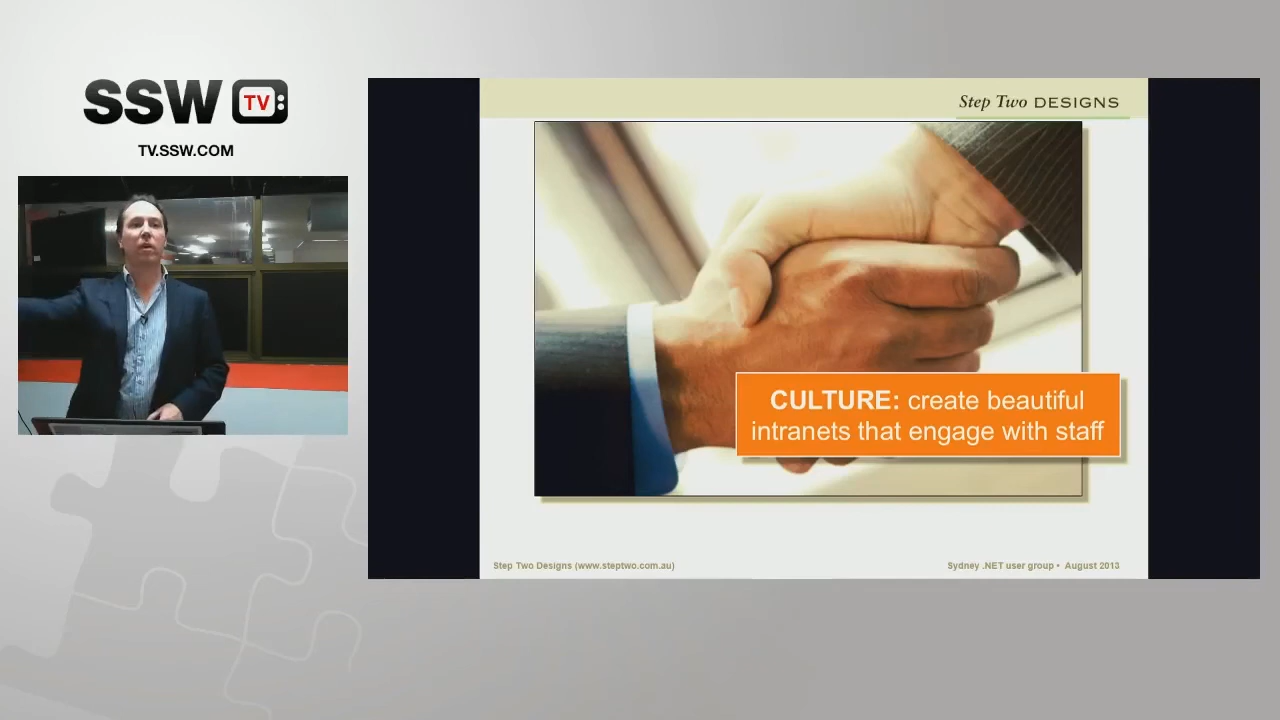 SSW TV:
TV.SSW.COM
Step Two DESIGNS
CULTURE: create beautiful
intranets that engage with staff
Step Two Designs (www.steptwo.com.au)
Sydney .NET user group • August 2013